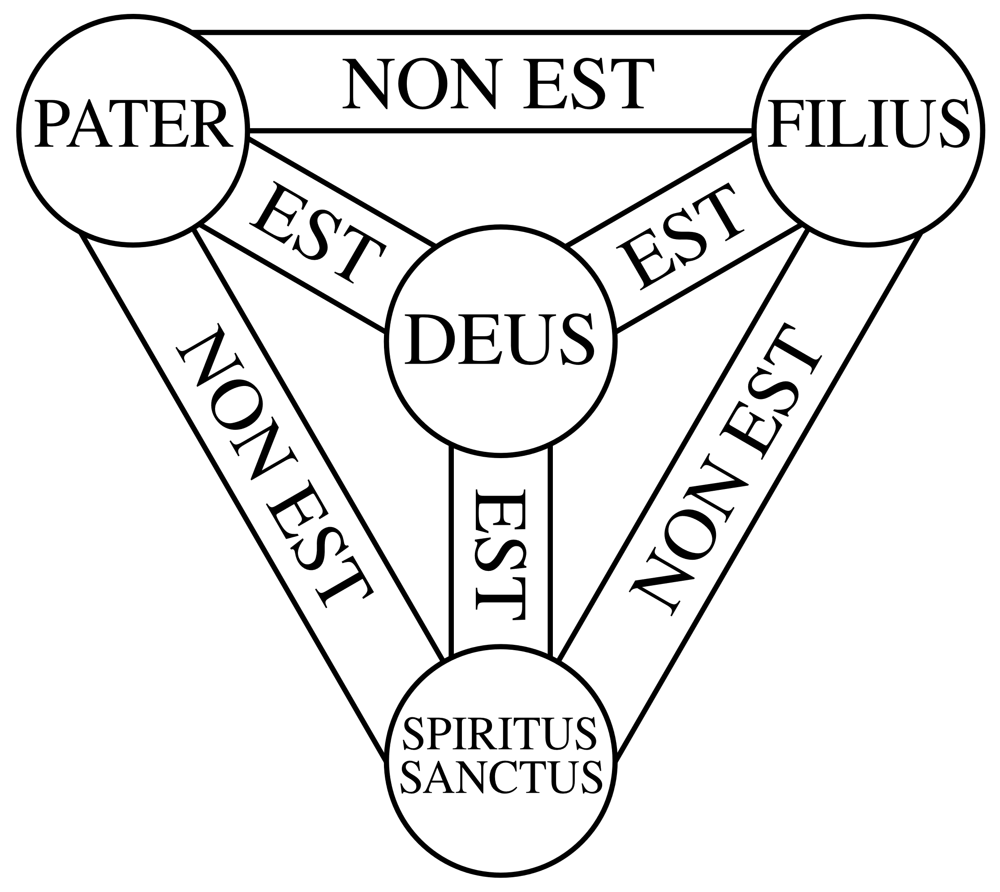 NON EST
PATER
FILIUS
EST
EST
DEUS
NON EST
NON EST
EST
SPIRITUS
SANCTUS